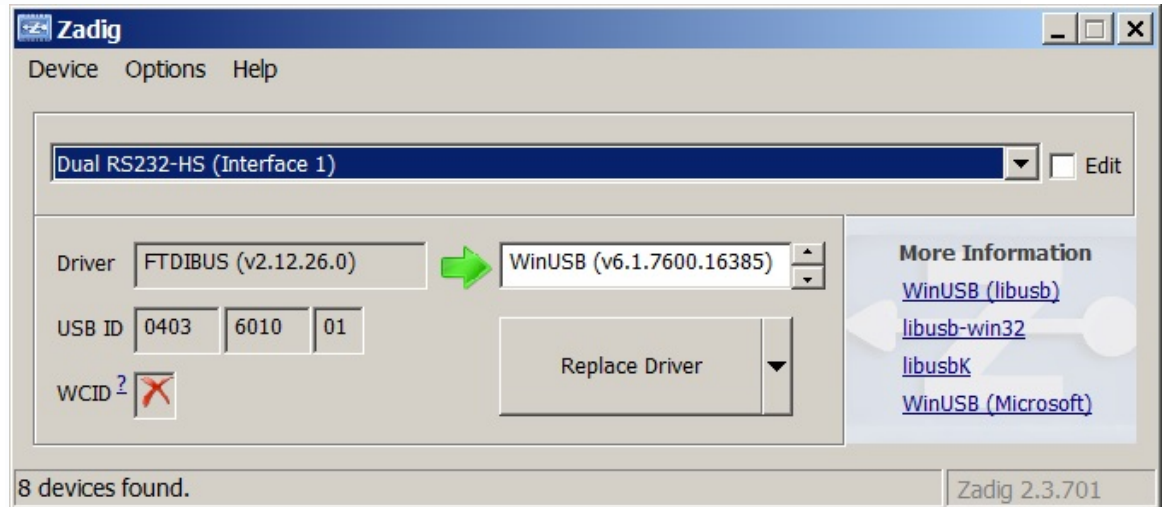 Zadig
Device Options Help
Dual RS232-HS (Interface 1)
Edit
Driver FTDIBUS (v2.12.26.0) WinUSB (v6.1.7600.16385)
USB ID 0403 6010 01
WCID ?
Replace Driver
More Information
WinUSB (libusb)
libusb-win32
libusbK
WinUSB (Microsoft)
8 devices found.
Zadig 2.3.701